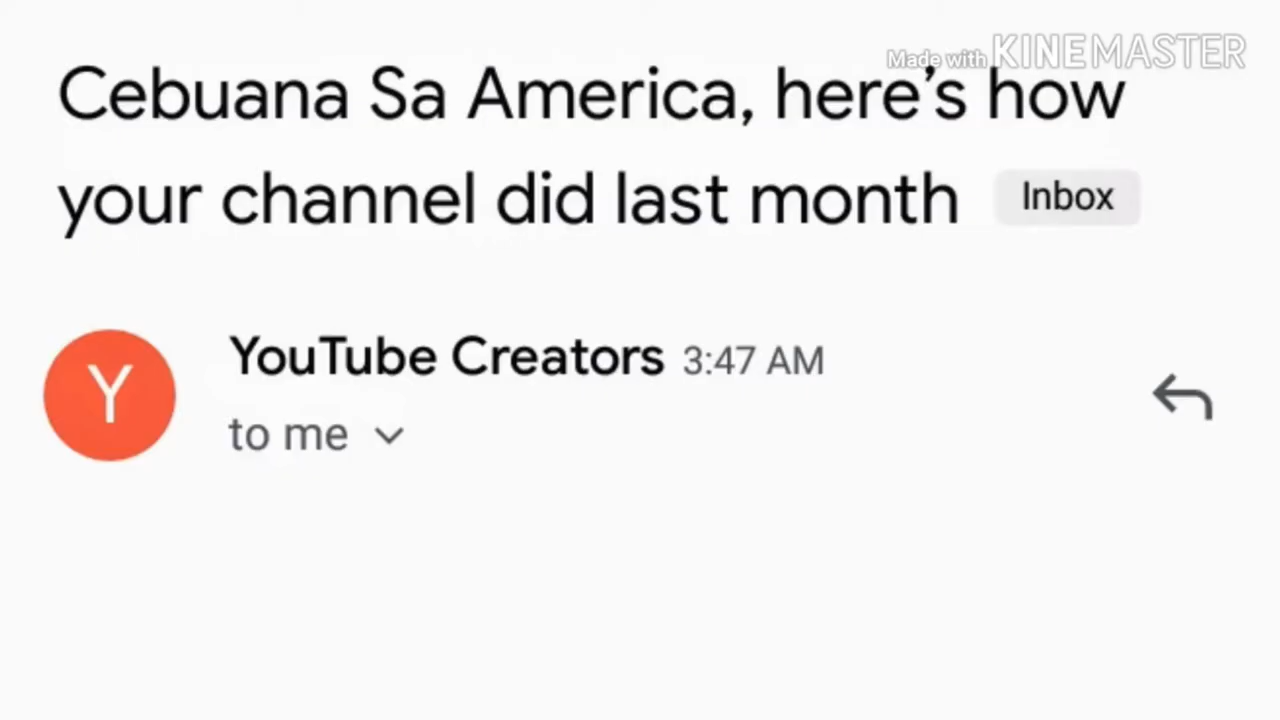 Made with KINEMASTER
Cebuana Sa America, here’s how
your channel did last month Inbox
Y
YouTube Creators 3:47 AM
to me